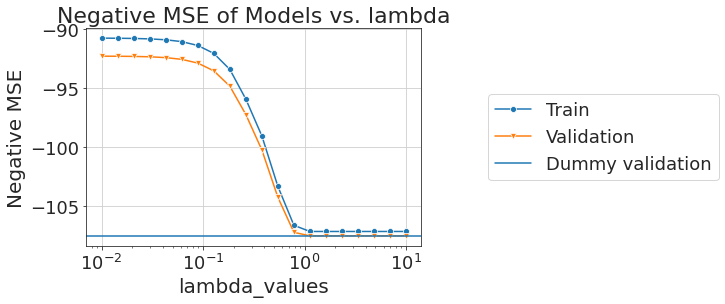 Negative MSE of Models vs. lambda
Negative MSE
−90
−95
−100
−105
10⁻² 10⁻¹ 10⁰ 10¹
lambda_values
Train
Validation
Dummy validation